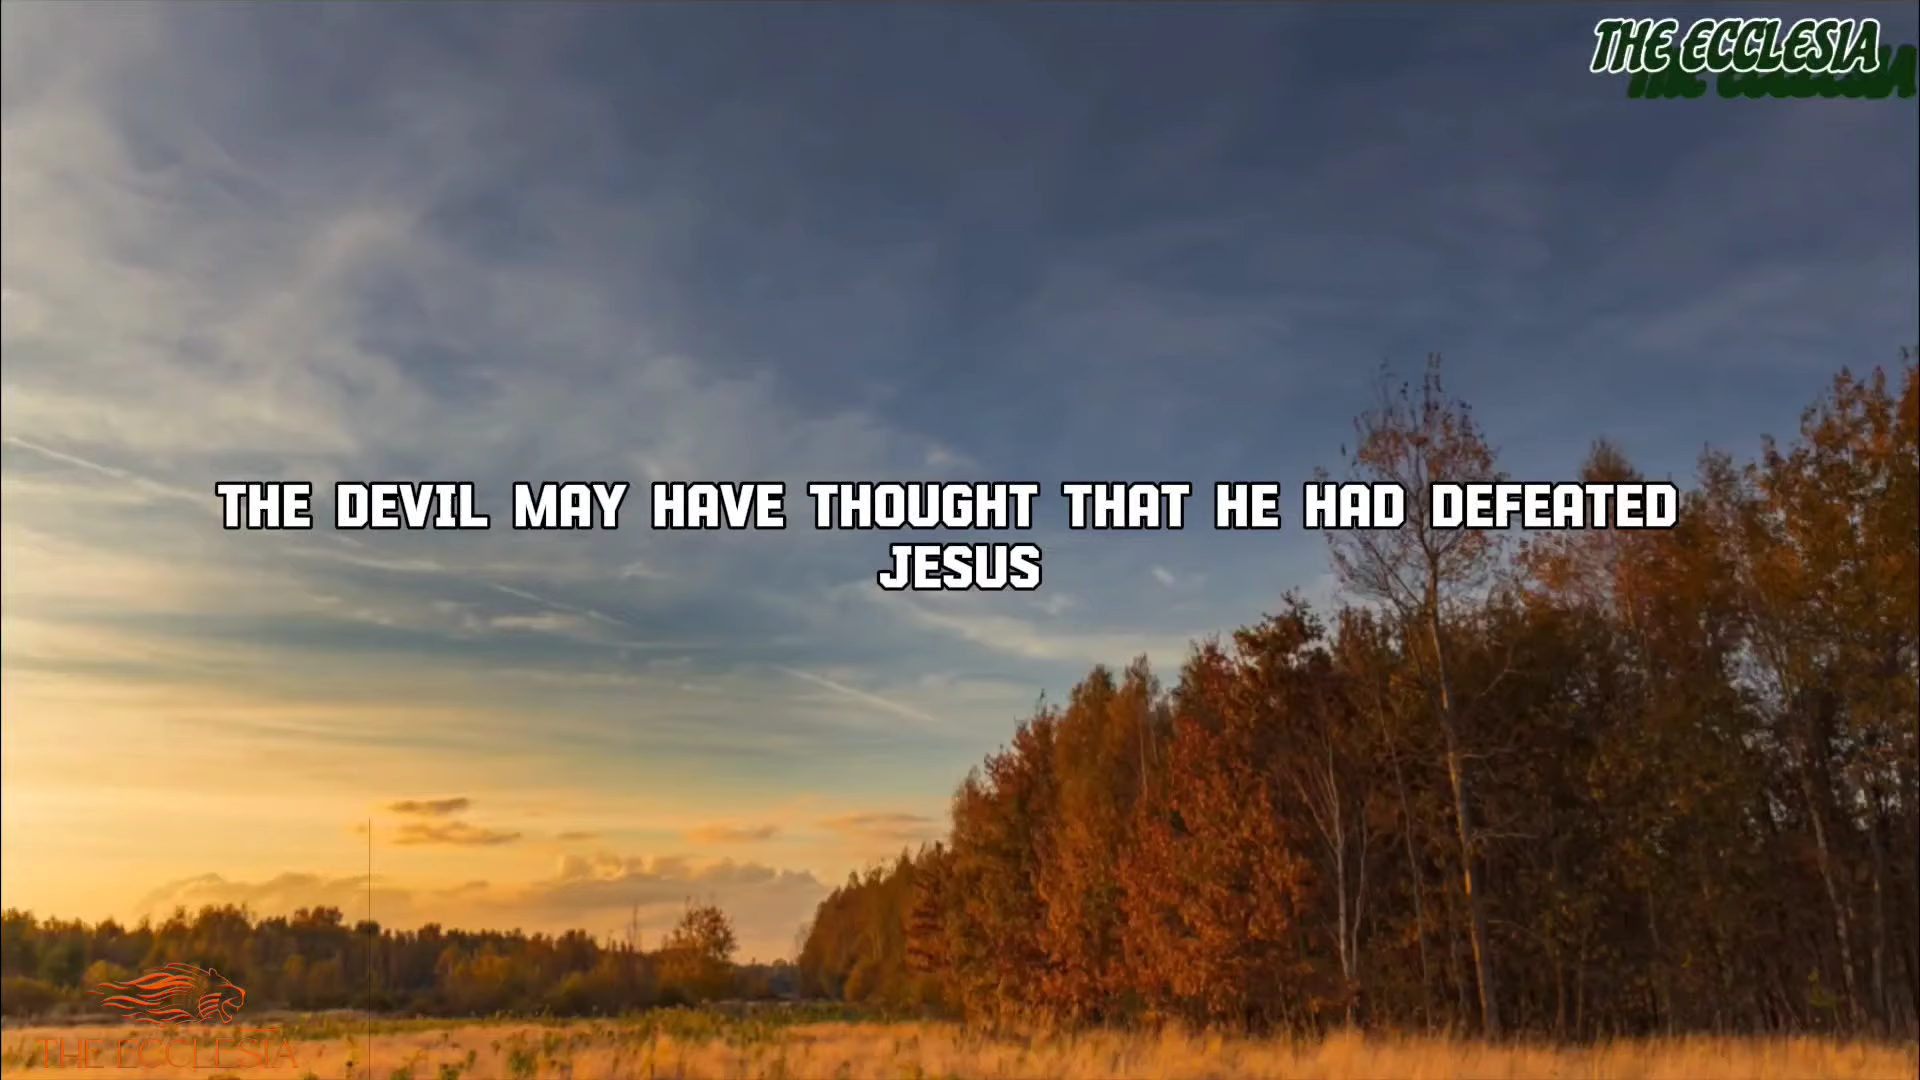 THE ECCLESIA
THE DEVIL MAY HAVE THOUGHT THAT HE HAD DEFEATED
JESUS
THE ECCLESIA